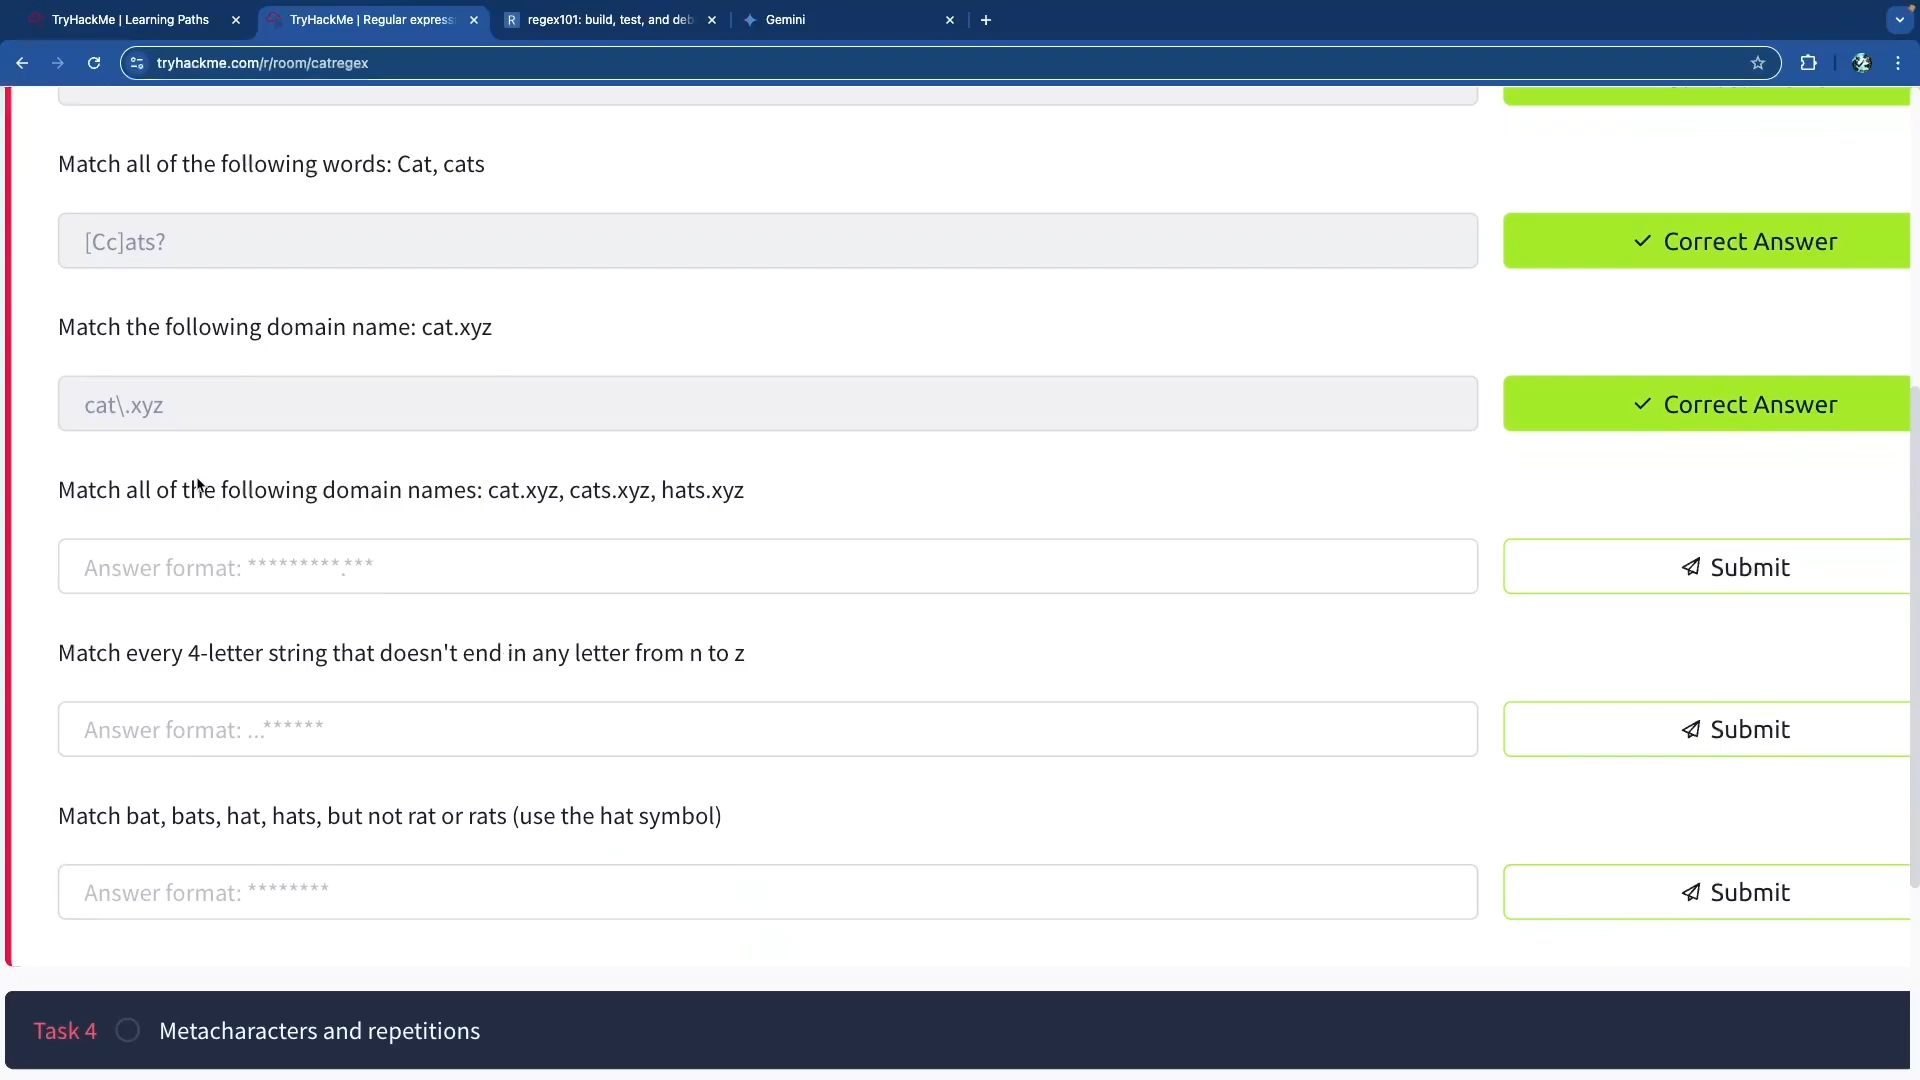 TryHackMe | Learning Paths
TryHackMe | Regular express
regex101: build, test, and deb
Gemini
tryhackme.com/r/room/catregex
Match all of the following words: Cat, cats
[Cc]ats?
Correct Answer
Match the following domain name: cat.xyz
cat\.xyz
Correct Answer
Match all of the following domain names: cat.xyz, cats.xyz, hats.xyz
Answer format: *********.***
Submit
Match every 4-letter string that doesn't end in any letter from n to z
Answer format: ...******
Submit
Match bat, bats, hat, hats, but not rat or rats (use the hat symbol)
Answer format: ********
Submit
Task 4
Metacharacters and repetitions